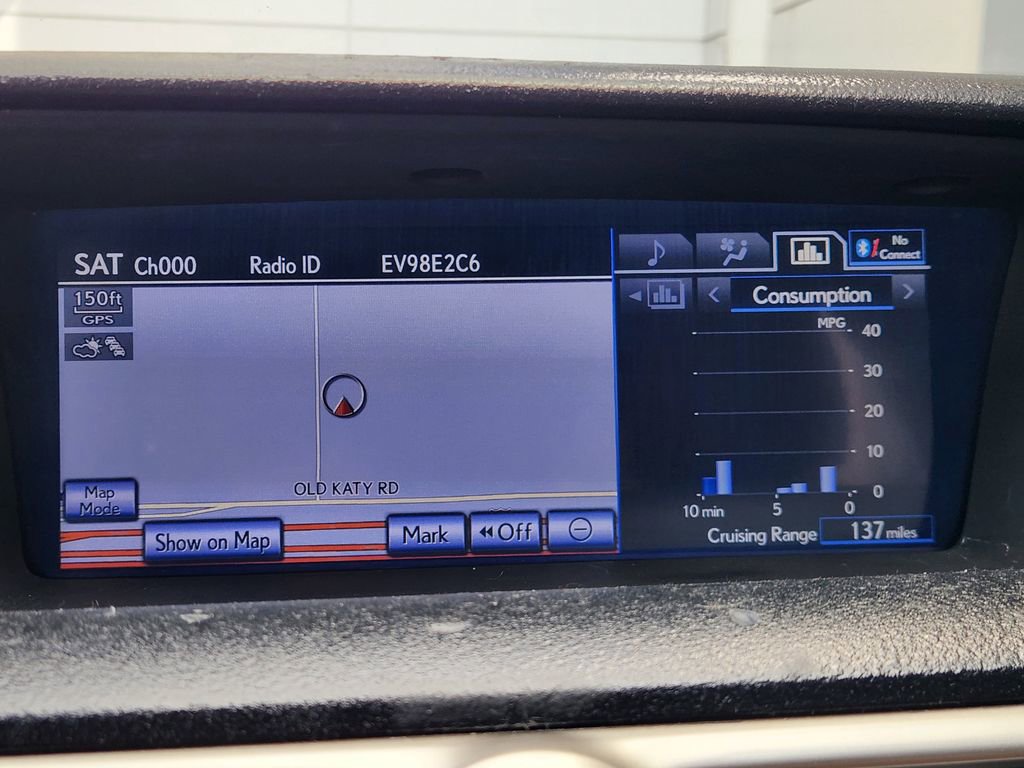 SAT Ch000 Radio ID EV98E2C6
150ft
GPS
OLD KATY RD
Map
Mode
Show on Map
Mark
Off
No
Connect
Consumption
MPG
40
30
20
10
0
10 min 5 0
Cruising Range 137 miles